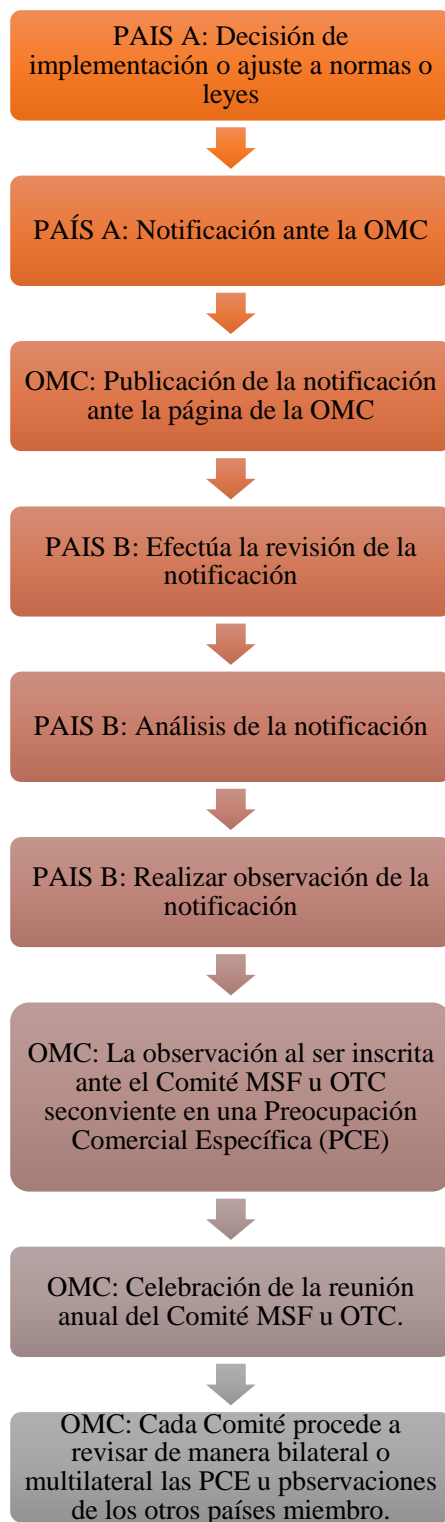 PAIS A: Decisión de
implementación o ajuste a normas o
leyes
PAÍS A: Notificación ante la OMC
OMC: Publicación de la notificación
ante la página de la OMC
PAIS B: Efectúa la revisión de la
notificación
PAIS B: Análisis de la notificación
PAIS B: Realizar observación de la
notificación
OMC: La observación al ser inscrita
ante el Comité MSF u OTC
seconviente en una Preocupación
Comercial Específica (PCE)
OMC: Celebración de la reunión
anual del Comité MSF u OTC.
OMC: Cada Comité procede a
revisar de manera bilateral o
multilateral las PCE u pbservaciones
de los otros países miembro.